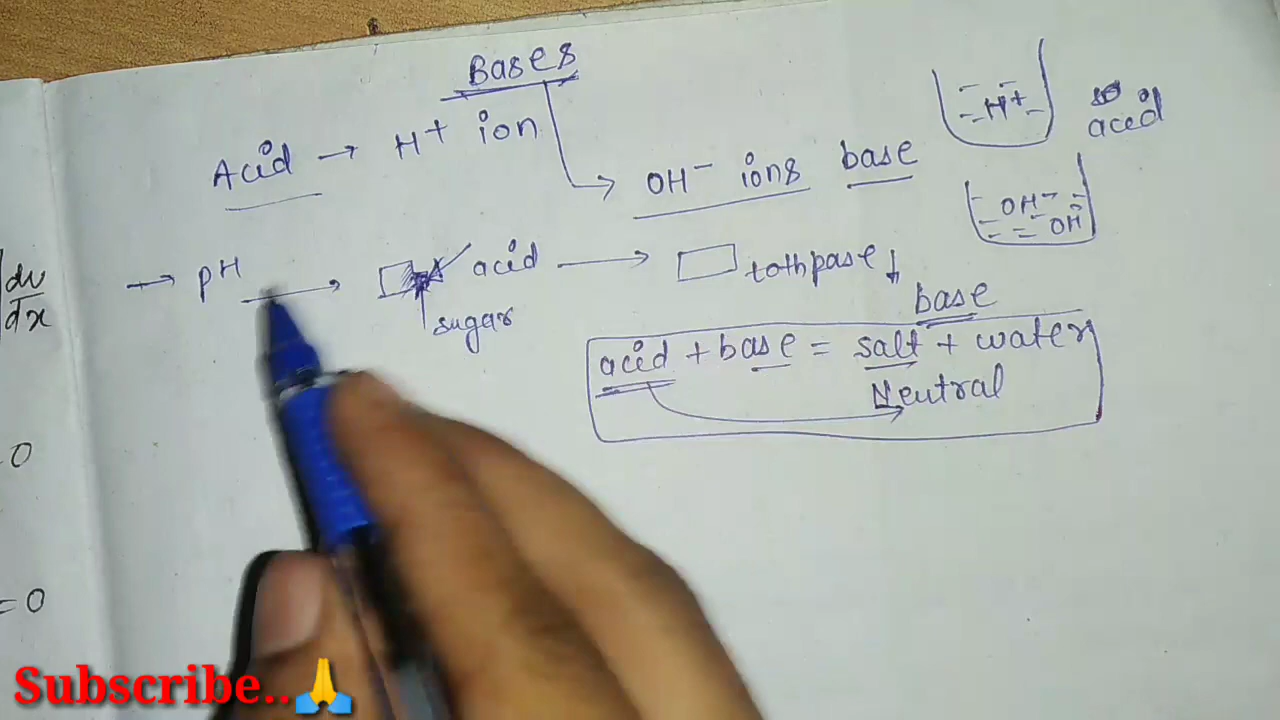 Bases
Acid → H+ ion
OH− ions base
H+
acid
OH−
OH
dv
dx
→ pH → acid → tothpase ↓
sugar
base
acid + base = salt + water
Neutral
0
= 0
Subscribe..🙏